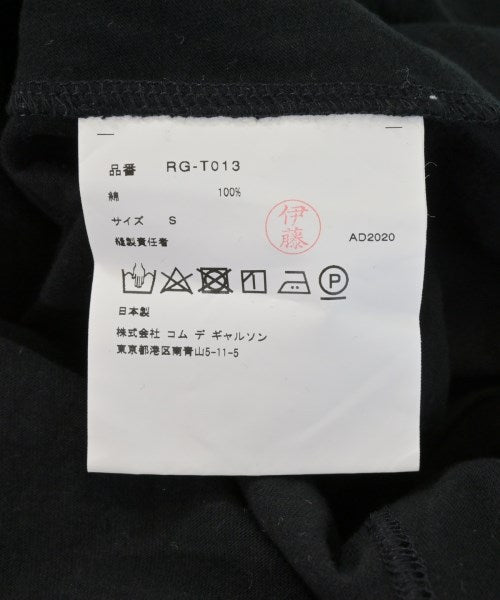 品番 RG-T013
綿 100%
サイズ S
縫製責任者
伊藤
AD2020
P
日本製
株式会社 コム デ ギャルソン
東京都港区南青山5-11-5